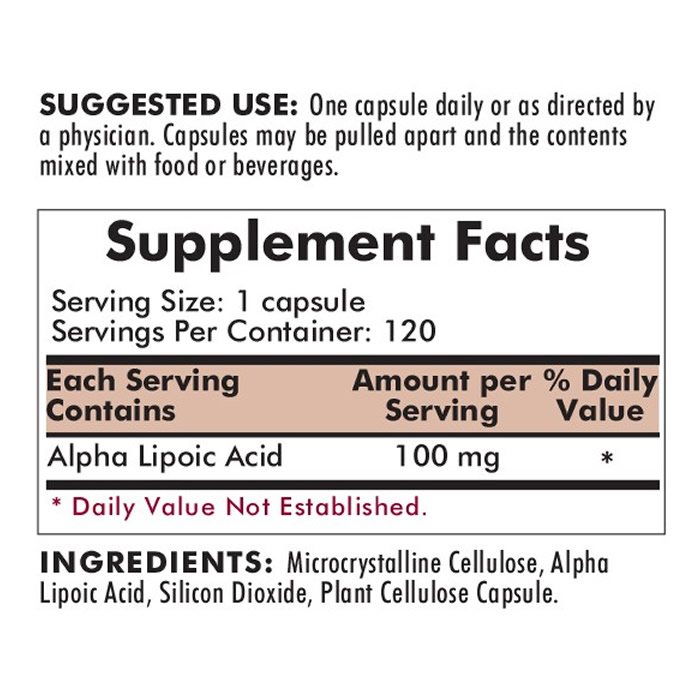 SUGGESTED USE: One capsule daily or as directed by
a physician. Capsules may be pulled apart and the contents
mixed with food or beverages.
Supplement Facts
Serving Size: 1 capsule
Servings Per Container: 120
Each Serving Contains Amount per Serving % Daily Value
Alpha Lipoic Acid 100 mg *
* Daily Value Not Established.
INGREDIENTS: Microcrystalline Cellulose, Alpha
Lipoic Acid, Silicon Dioxide, Plant Cellulose Capsule.